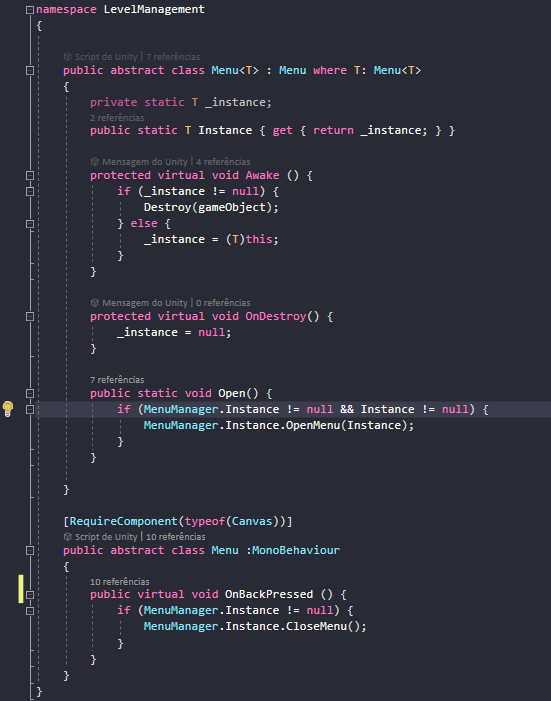 namespace LevelManagement
{
Script de Unity | 7 referências
public abstract class Menu<T> : Menu where T: Menu<T>
{
private static T _instance;
2 referências
public static T Instance { get { return _instance; } }
Mensagem do Unity | 4 referências
protected virtual void Awake () {
if (_instance != null) {
Destroy(gameObject);
} else {
_instance = (T)this;
}
}
Mensagem do Unity | 0 referências
protected virtual void OnDestroy() {
_instance = null;
}
7 referências
public static void Open() {
if (MenuManager.Instance != null && Instance != null) {
MenuManager.Instance.OpenMenu(Instance);
}
}
}
[RequireComponent(typeof(Canvas))]
Script de Unity | 10 referências
public abstract class Menu :MonoBehaviour
{
10 referências
public virtual void OnBackPressed () {
if (MenuManager.Instance != null) {
MenuManager.Instance.CloseMenu();
}
}
}
}